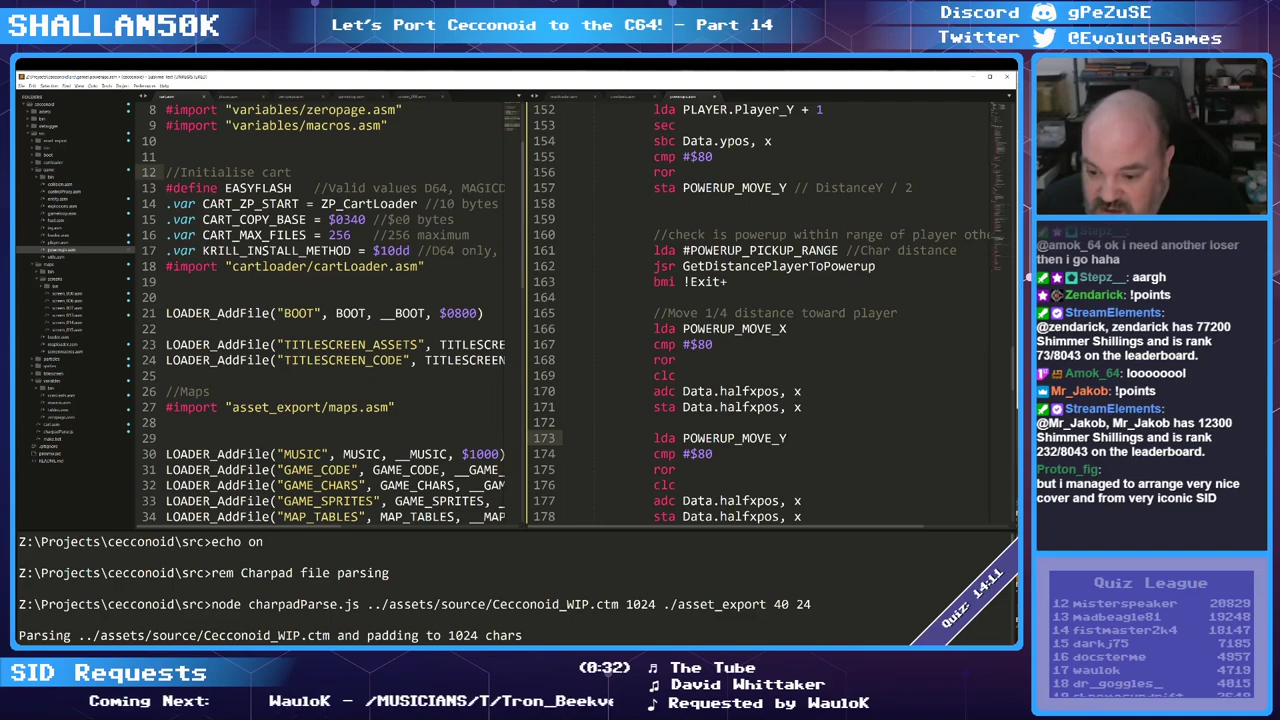 SHALLAN50K
Let's Port Cecconoid to the C64! - Part 14
Discord gPeZuSE
Twitter @EvoluteGames
FOLDERS
8 #import "variables/zeropage.asm"
9 #import "variables/macros.asm"
10
11
12 //Initialise cart
13 #define EASYFLASH //Valid values D64, MAGICD
14 .var CART_ZP_START = ZP_CartLoader //10 bytes
15 .var CART_COPY_BASE = $0340 //$e0 bytes
16 .var CART_MAX_FILES = 256 //256 maximum
17 .var KRILL_INSTALL_METHOD = $10dd //D64 only,
18 #import "cartloader/cartLoader.asm"
19
20
21 LOADER_AddFile("BOOT", BOOT, __BOOT, $0800)
22
23 LOADER_AddFile("TITLESCREEN_ASSETS", TITLESCRE
24 LOADER_AddFile("TITLESCREEN_CODE", TITLESCREEN
25
26 //Maps
27 #import "asset_export/maps.asm"
28
29
30 LOADER_AddFile("MUSIC", MUSIC, __MUSIC, $1000)
31 LOADER_AddFile("GAME_CODE", GAME_CODE, __GAME_
32 LOADER_AddFile("GAME_CHARS", GAME_CHARS, __GAM
33 LOADER_AddFile("GAME_SPRITES", GAME_SPRITES, _
34 LOADER_AddFile("MAP_TABLES", MAP_TABLES, __MAP
152 lda PLAYER.Player_Y + 1
153 sec
154 sbc Data.ypos, x
155 cmp #$80
156 ror
157 sta POWERUP_MOVE_Y // DistanceY / 2
158
159
160 //check is powerup within range of player othe
161 lda #POWERUP_PICKUP_RANGE //Char distance
162 jsr GetDistancePlayerToPowerup
163 bmi !Exit+
164
165 //Move 1/4 distance toward player
166 lda POWERUP_MOVE_X
167 cmp #$80
168 ror
169 clc
170 adc Data.halfxpos, x
171 sta Data.halfxpos, x
172
173 lda POWERUP_MOVE_Y
174 cmp #$80
175 ror
176 clc
177 adc Data.halfxpos, x
178 sta Data.halfxpos, x
Z:\Projects\cecconoid\src>echo on
Z:\Projects\cecconoid\src>rem Charpad file parsing
Z:\Projects\cecconoid\src>node charpadParse.js ../assets/source/Cecconoid_WIP.ctm 1024 ./asset_export 40 24
Parsing ../assets/source/Cecconoid_WIP.ctm and padding to 1024 chars
Quiz: 14:11
@amok_64 ok i need another loser
then i go haha
Stepz__: aargh
Zendarick: !points
StreamElements:
@zendarick, zendarick has 77200
Shimmer Shillings and is rank
73/8043 on the leaderboard.
Amok_64: loooooool
Mr_Jakob: !points
StreamElements:
@Mr_Jakob, Mr_Jakob has 12300
Shimmer Shillings and is rank
232/8043 on the leaderboard.
Proton_fig:
but i managed to arrange very nice
cover and from very iconic SID
Quiz League
12 misterspeaker 20829
13 madbeagle81 19248
14 fistmaster2k4 18147
15 darkj75 7185
16 docsterme 4957
17 waulok 4719
18 dr_goggles_ 4015
SID Requests
Coming Next: WauloK - /
(0:32) The Tube
David Whittaker
Requested by WauloK